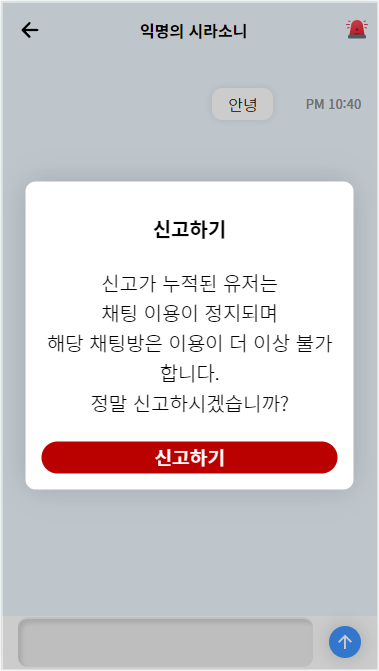 익명의 시라소니
안녕 PM 10:40
신고하기
신고가 누적된 유저는
채팅 이용이 정지되며
해당 채팅방은 이용이 더 이상 불가
합니다.
정말 신고하시겠습니까?
신고하기